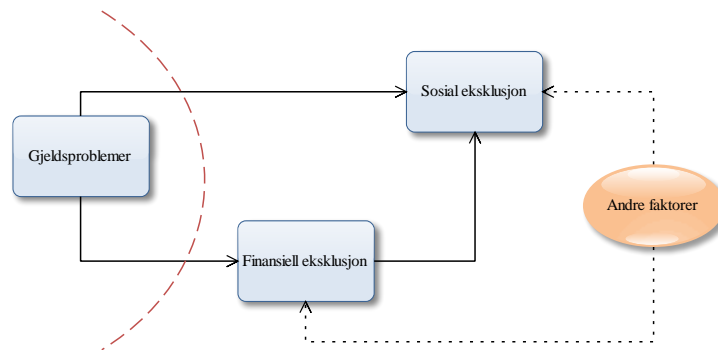 Sosial eksklusjon
Gjeldsproblemer
Andre faktorer
Finansiell eksklusjon